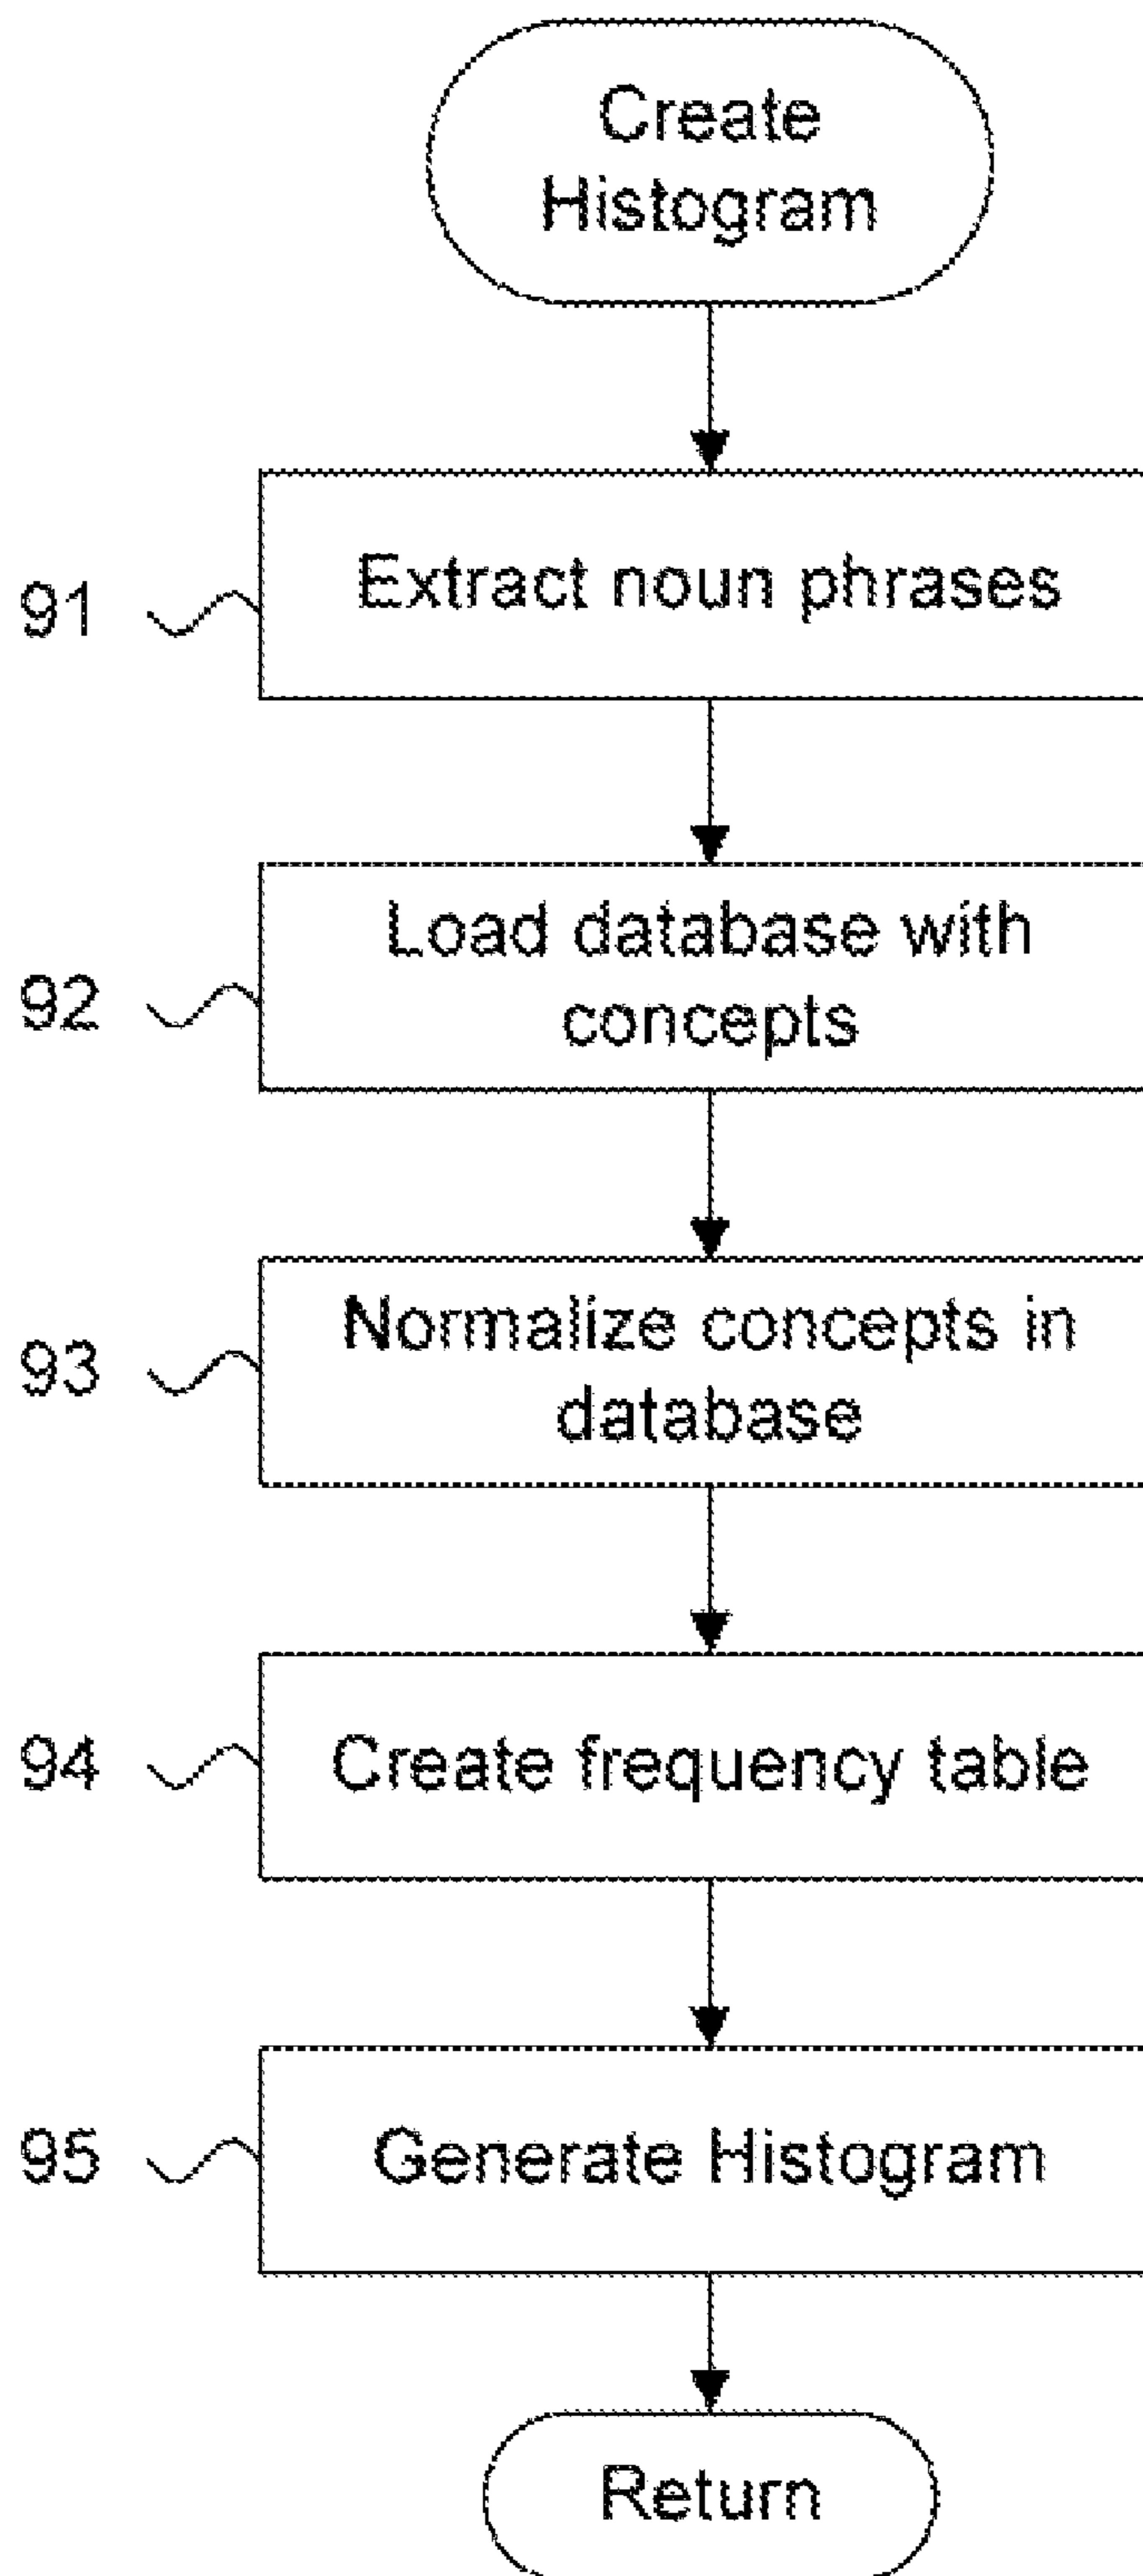 Create
Histogram
91
Extract noun phrases
92
Load database with
concepts
93
Normalize concepts in
database
94
Create frequency table
95
Generate Histogram
Return